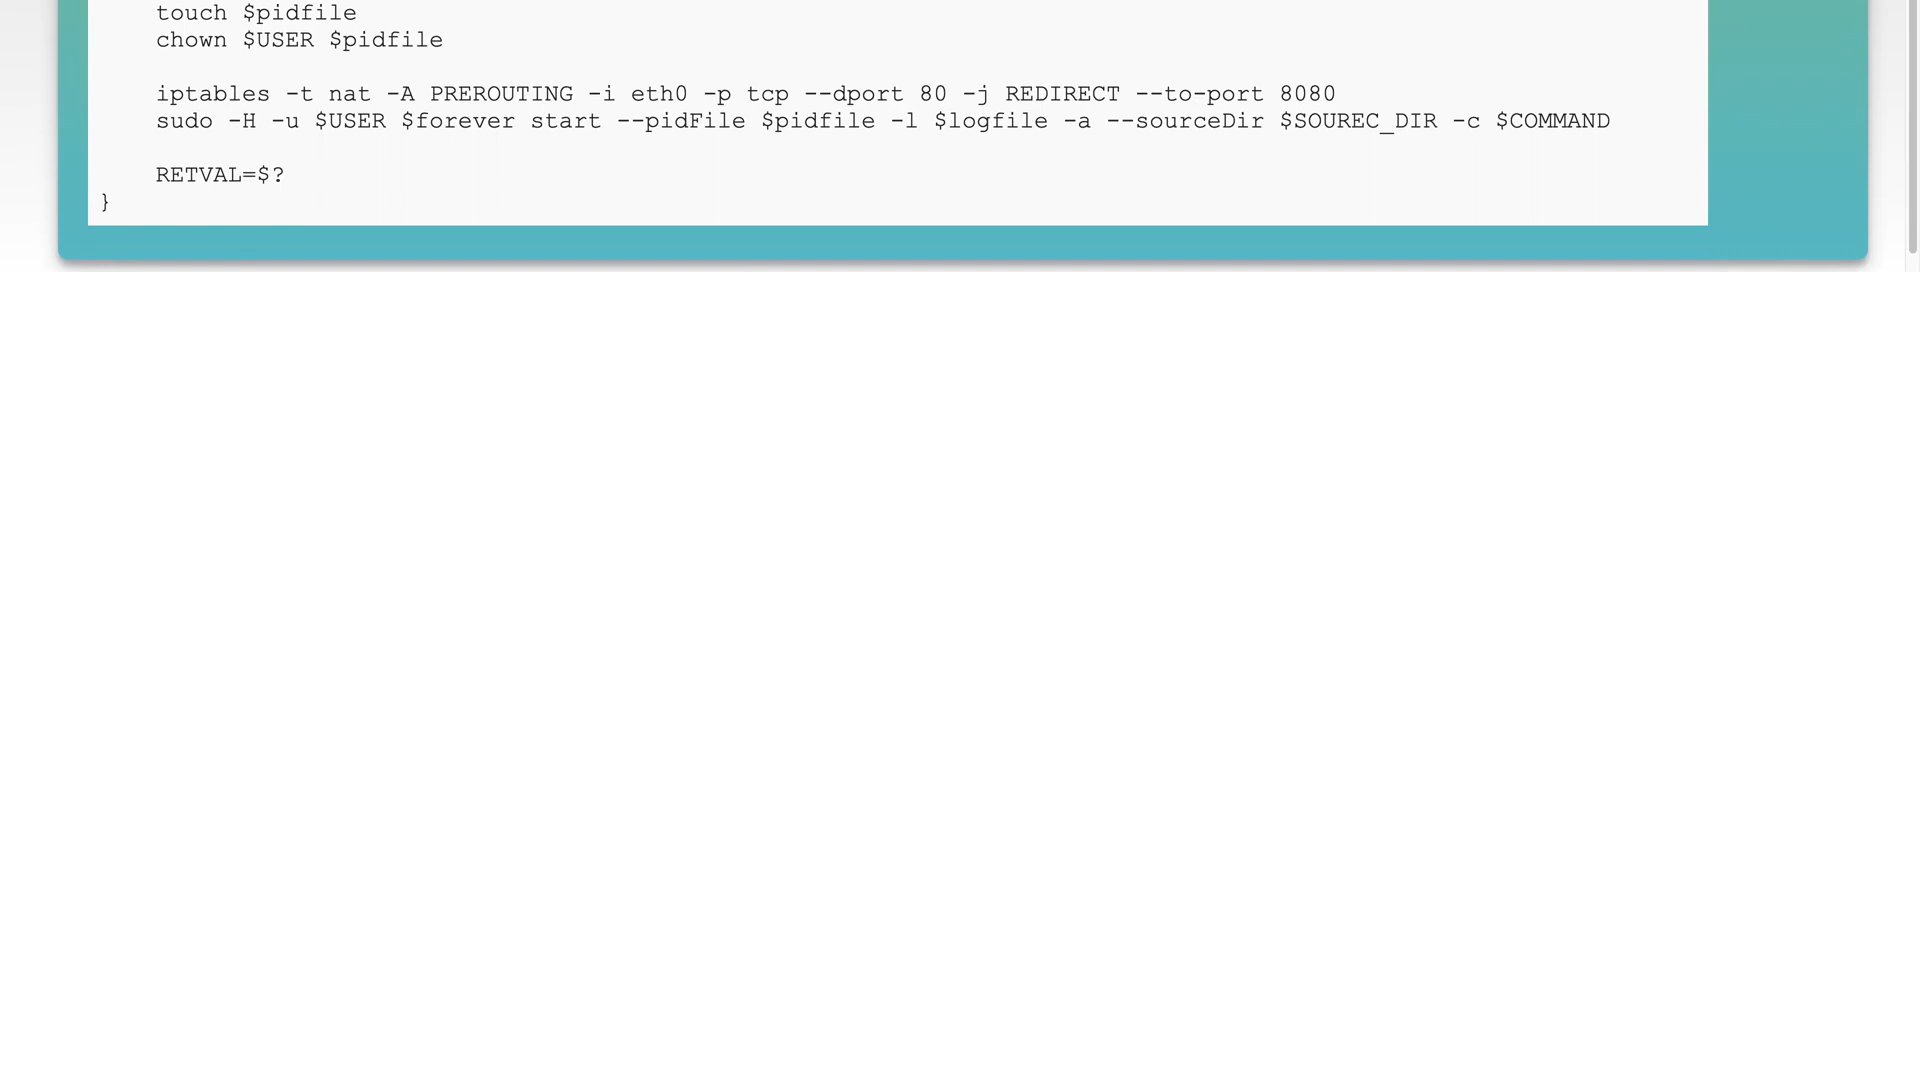 touch $pidfile
chown $USER $pidfile
iptables -t nat -A PREROUTING -i eth0 -p tcp --dport 80 -j REDIRECT --to-port 8080
sudo -H -u $USER $forever start --pidFile $pidfile -l $logfile -a --sourceDir $SOUREC_DIR -c $COMMAND
RETVAL=$?
}